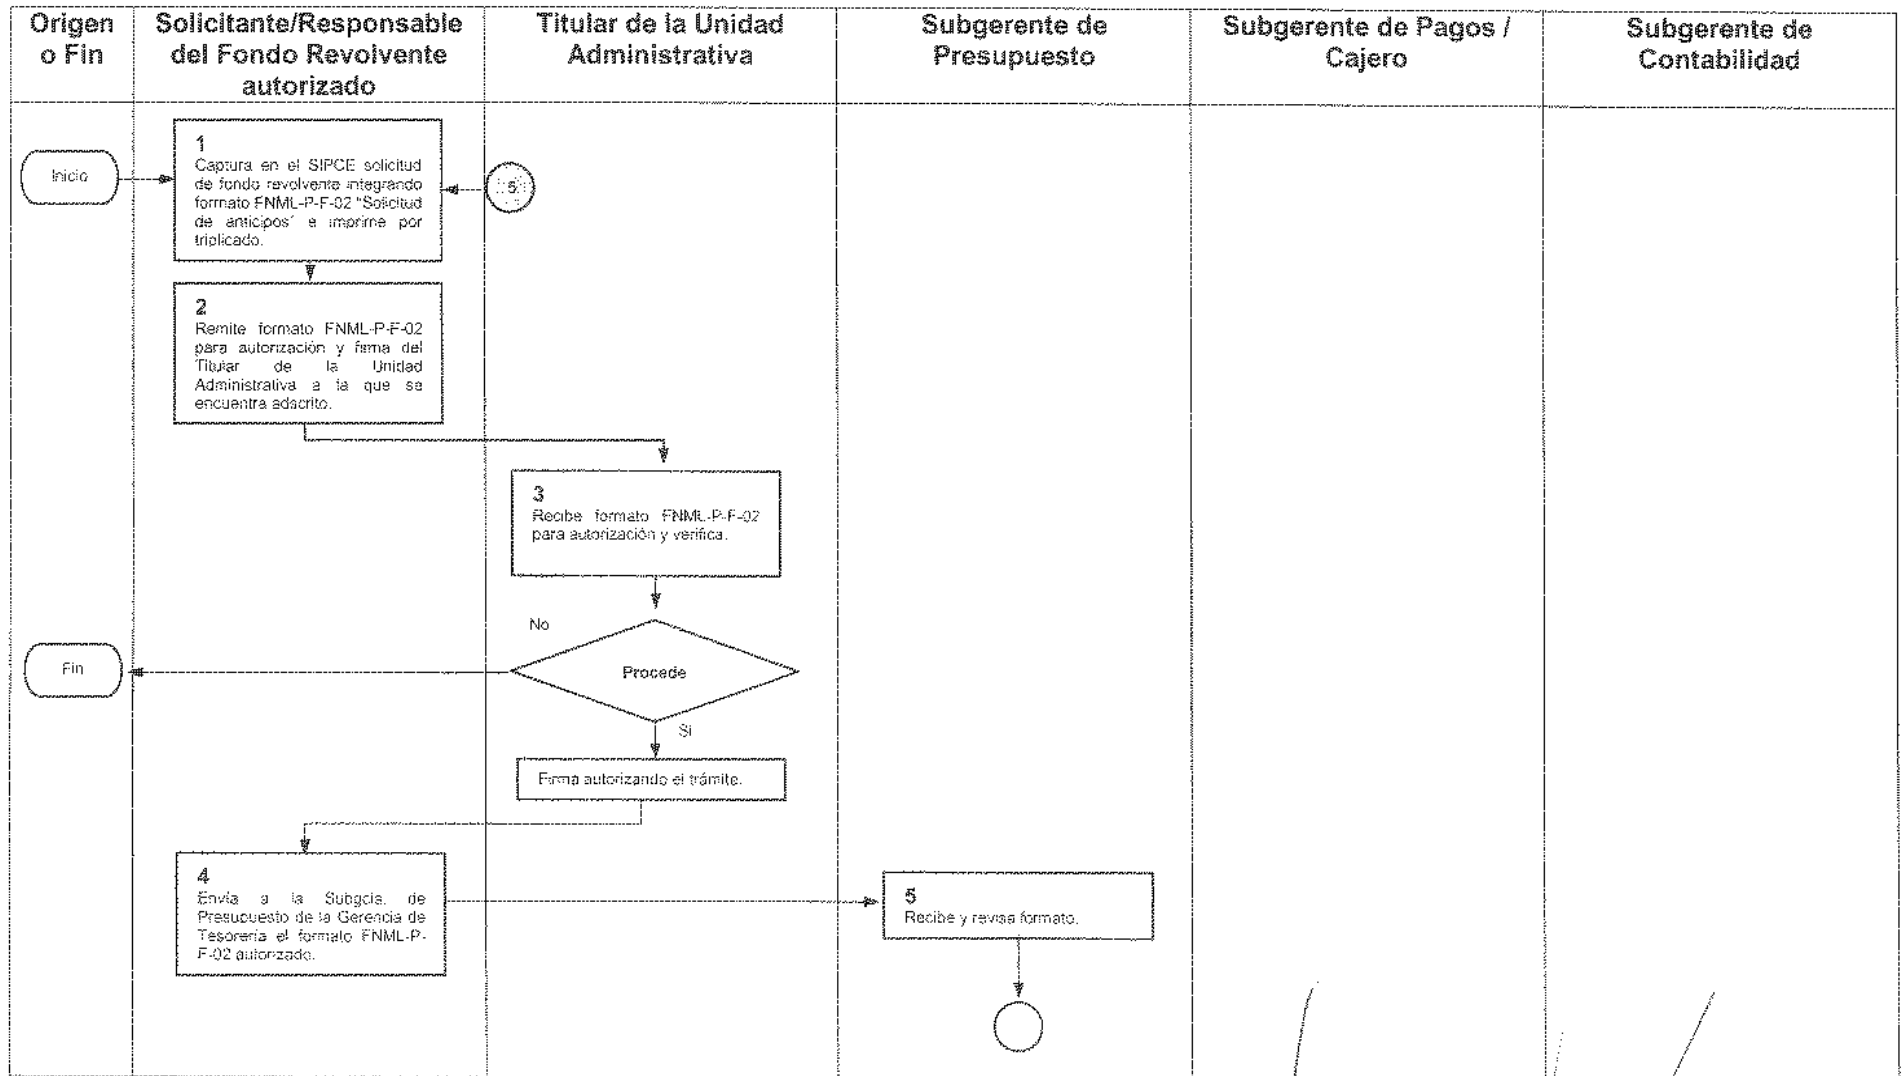 Origen
o Fin
Solicitante/Responsable
del Fondo Revolvente
autorizado
Titular de la Unidad
Administrativa
Subgerente de
Presupuesto
Subgerente de Pagos /
Cajero
Subgerente de
Contabilidad
Inicio
1
Captura en el SIPCE solicitud
de fondo revolvente integrando
formato FNML-P-F-02 "Solicitud
de anticipos" e imprime por
triplicado.
5
2
Remite formato FNML-P-F-02
para autorización y firma del
Titular de la Unidad
Administrativa a la que se
encuentra adscrito.
3
Recibe formato FNML-P-F-02
para autorización y verifica.
No
Fin
Procede
Si
Firma autorizando el trámite.
4
Envía a la Subgcia. de
Presupuesto de la Gerencia de
Tesorería el formato FNML-P-
F-02 autorizado.
5
Recibe y revisa formato.